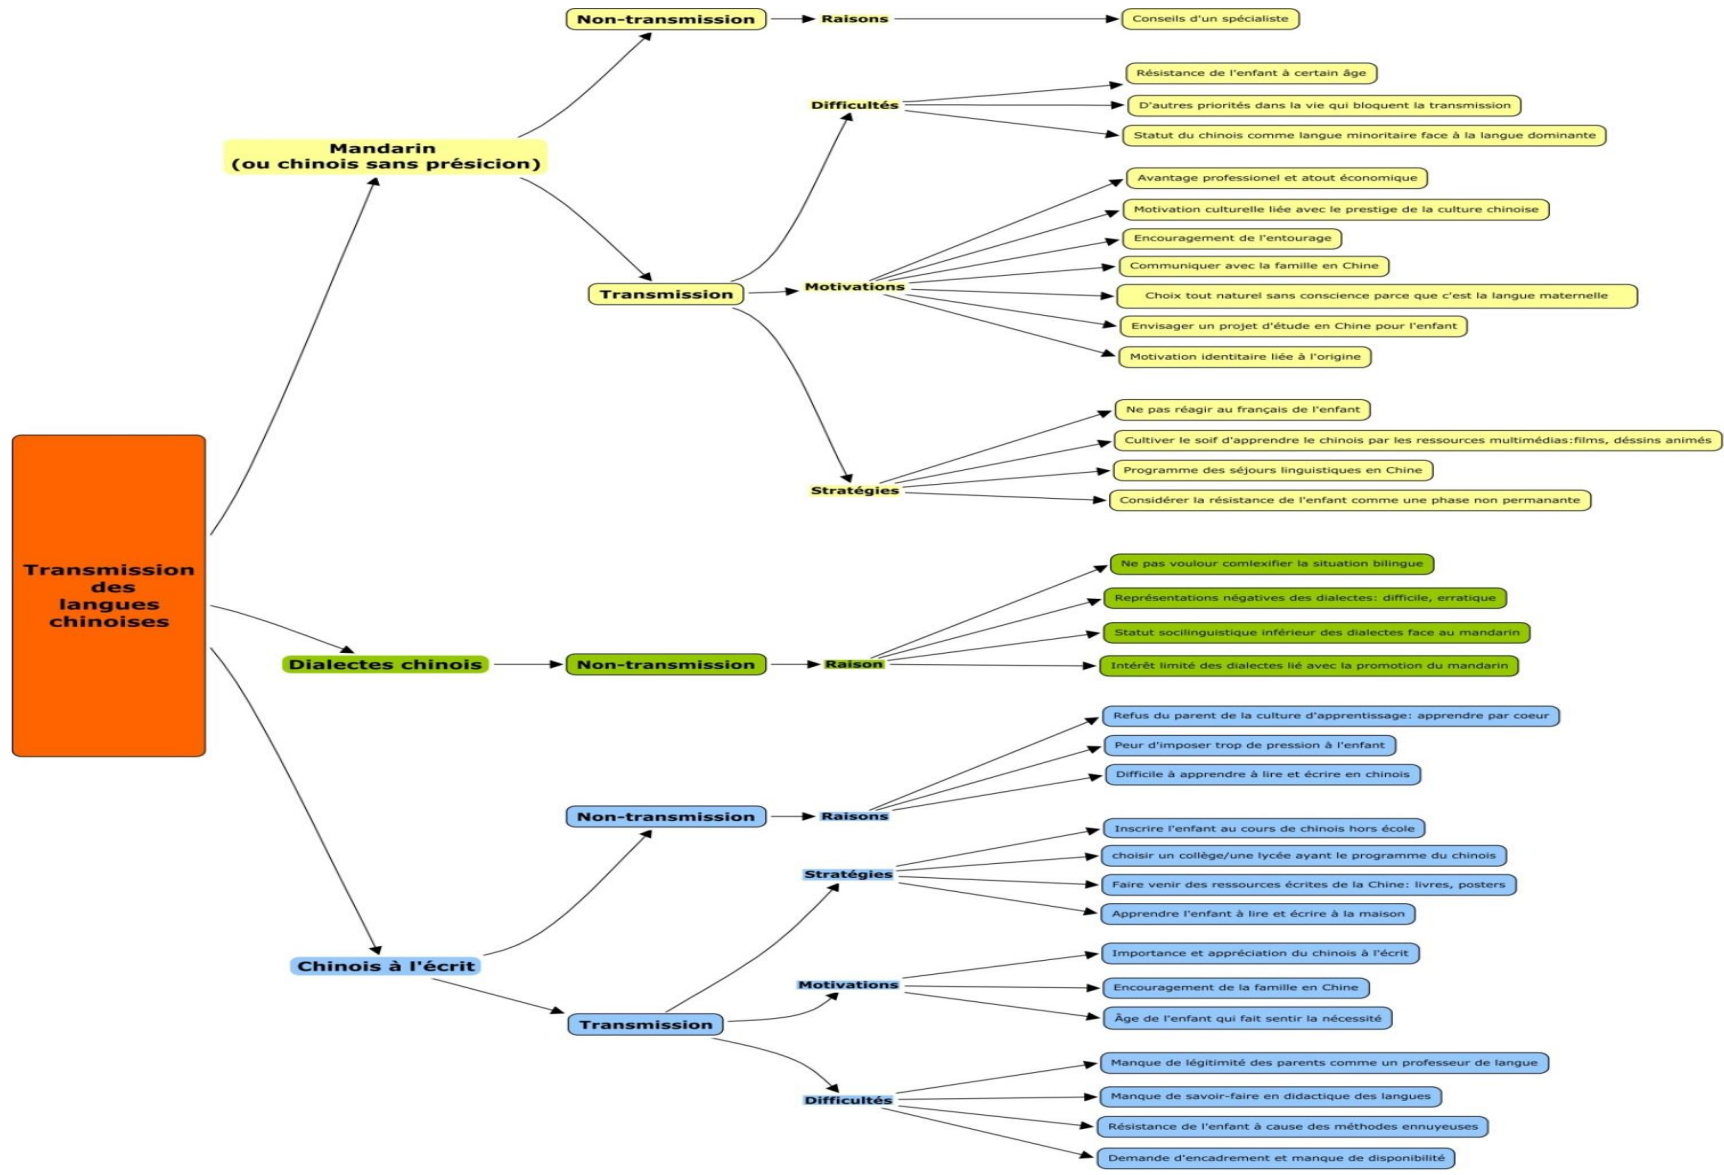 Transmission
des
langues
chinoises
Mandarin
(ou chinois sans présicion)
Non-transmission
Raisons
Conseils d'un spécialiste
Transmission
Difficultés
Résistance de l'enfant à certain âge
D'autres priorités dans la vie qui bloquent la transmission
Statut du chinois comme langue minoritaire face à la langue dominante
Motivations
Avantage professionel et atout économique
Motivation culturelle liée avec le prestige de la culture chinoise
Encouragement de l'entourage
Communiquer avec la famille en Chine
Choix tout naturel sans conscience parce que c'est la langue maternelle
Envisager un projet d'étude en Chine pour l'enfant
Motivation identitaire liée à l'origine
Stratégies
Ne pas réagir au français de l'enfant
Cultiver le soif d'apprendre le chinois par les ressources multimédias:films, déssins animés
Programme des séjours linguistiques en Chine
Considérer la résistance de l'enfant comme une phase non permanante
Dialectes chinois
Non-transmission
Raison
Ne pas voulour comlexifier la situation bilingue
Représentations négatives des dialectes: difficile, erratique
Statut socilinguistique inférieur des dialectes face au mandarin
Intérêt limité des dialectes lié avec la promotion du mandarin
Chinois à l'écrit
Non-transmission
Raisons
Refus du parent de la culture d'apprentissage: apprendre par coeur
Peur d'imposer trop de pression à l'enfant
Difficile à apprendre à lire et écrire en chinois
Transmission
Stratégies
Inscrire l'enfant au cours de chinois hors école
choisir un collège/une lycée ayant le programme du chinois
Faire venir des ressources écrites de la Chine: livres, posters
Apprendre l'enfant à lire et écrire à la maison
Motivations
Importance et appréciation du chinois à l'écrit
Encouragement de la famille en Chine
Âge de l'enfant qui fait sentir la nécessité
Difficultés
Manque de légitimité des parents comme un professeur de langue
Manque de savoir-faire en didactique des langues
Résistance de l'enfant à cause des méthodes ennuyeuses
Demande d'encadrement et manque de disponibilité